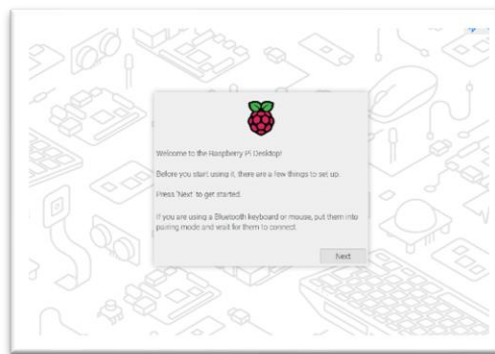 Welcome to the Raspberry Pi Desktop!
Before you start using it, there are a few things to set up.
Press 'Next' to get started.
If you are using a Bluetooth keyboard or mouse, put them into
pairing mode and wait for them to connect.
Next